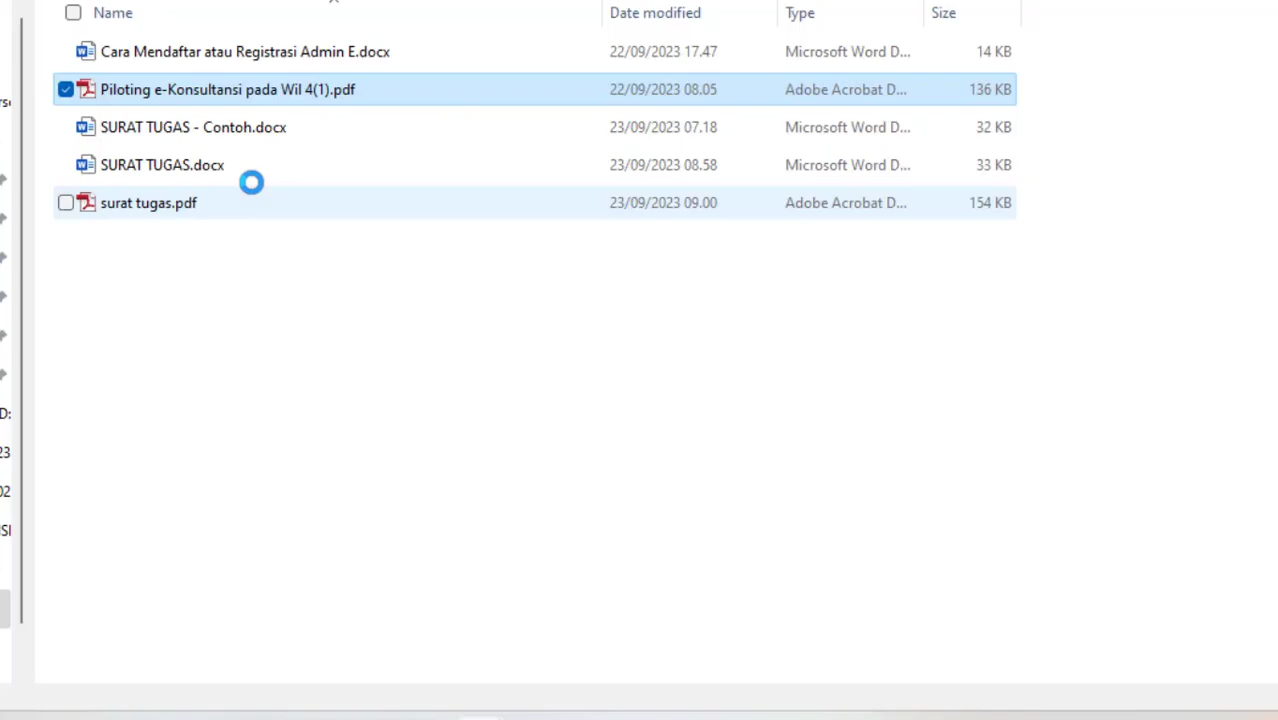 Name Date modified Type Size
Cara Mendaftar atau Registrasi Admin E.docx 22/09/2023 17.47 Microsoft Word D... 14 KB
Piloting e-Konsultansi pada Wil 4(1).pdf 22/09/2023 08.05 Adobe Acrobat D... 136 KB
SURAT TUGAS - Contoh.docx 23/09/2023 07.18 Microsoft Word D... 32 KB
SURAT TUGAS.docx 23/09/2023 08.58 Microsoft Word D... 33 KB
surat tugas.pdf 23/09/2023 09.00 Adobe Acrobat D... 154 KB
D:
23
02